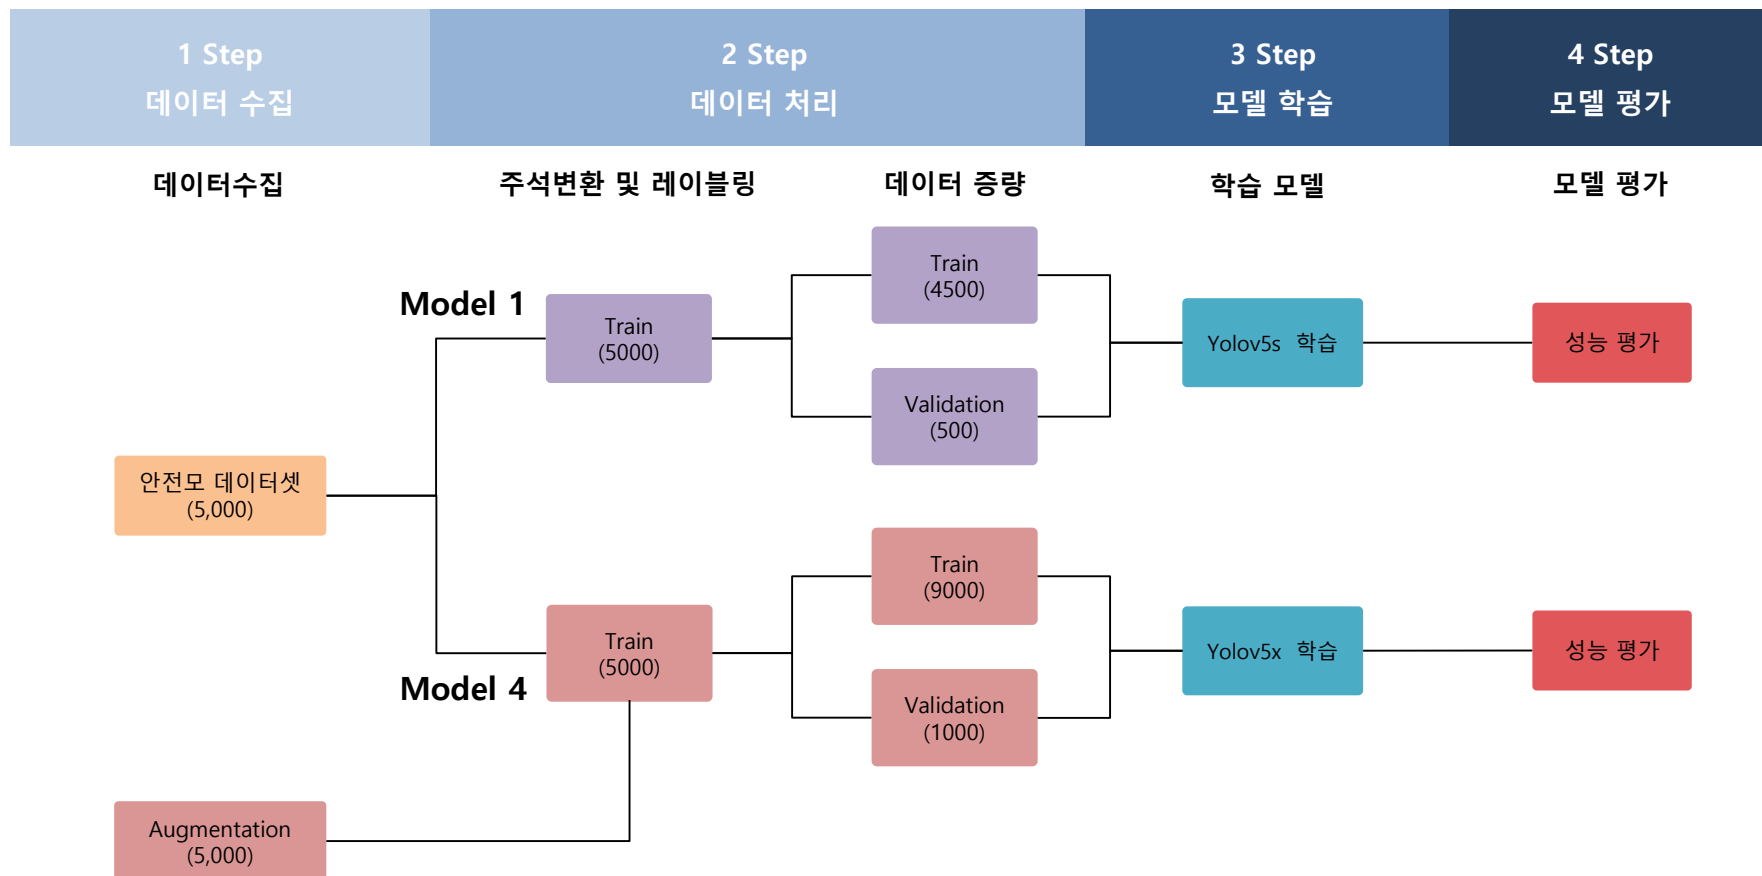 1 Step
데이터 수집
2 Step
데이터 처리
3 Step
모델 학습
4 Step
모델 평가
데이터수집
주석변환 및 레이블링
데이터 증량
학습 모델
모델 평가
Model 1
Train
(5000)
Train
(4500)
Validation
(500)
Yolov5s 학습
성능 평가
안전모 데이터셋
(5,000)
Model 4
Train
(5000)
Train
(9000)
Validation
(1000)
Yolov5x 학습
성능 평가
Augmentation
(5,000)